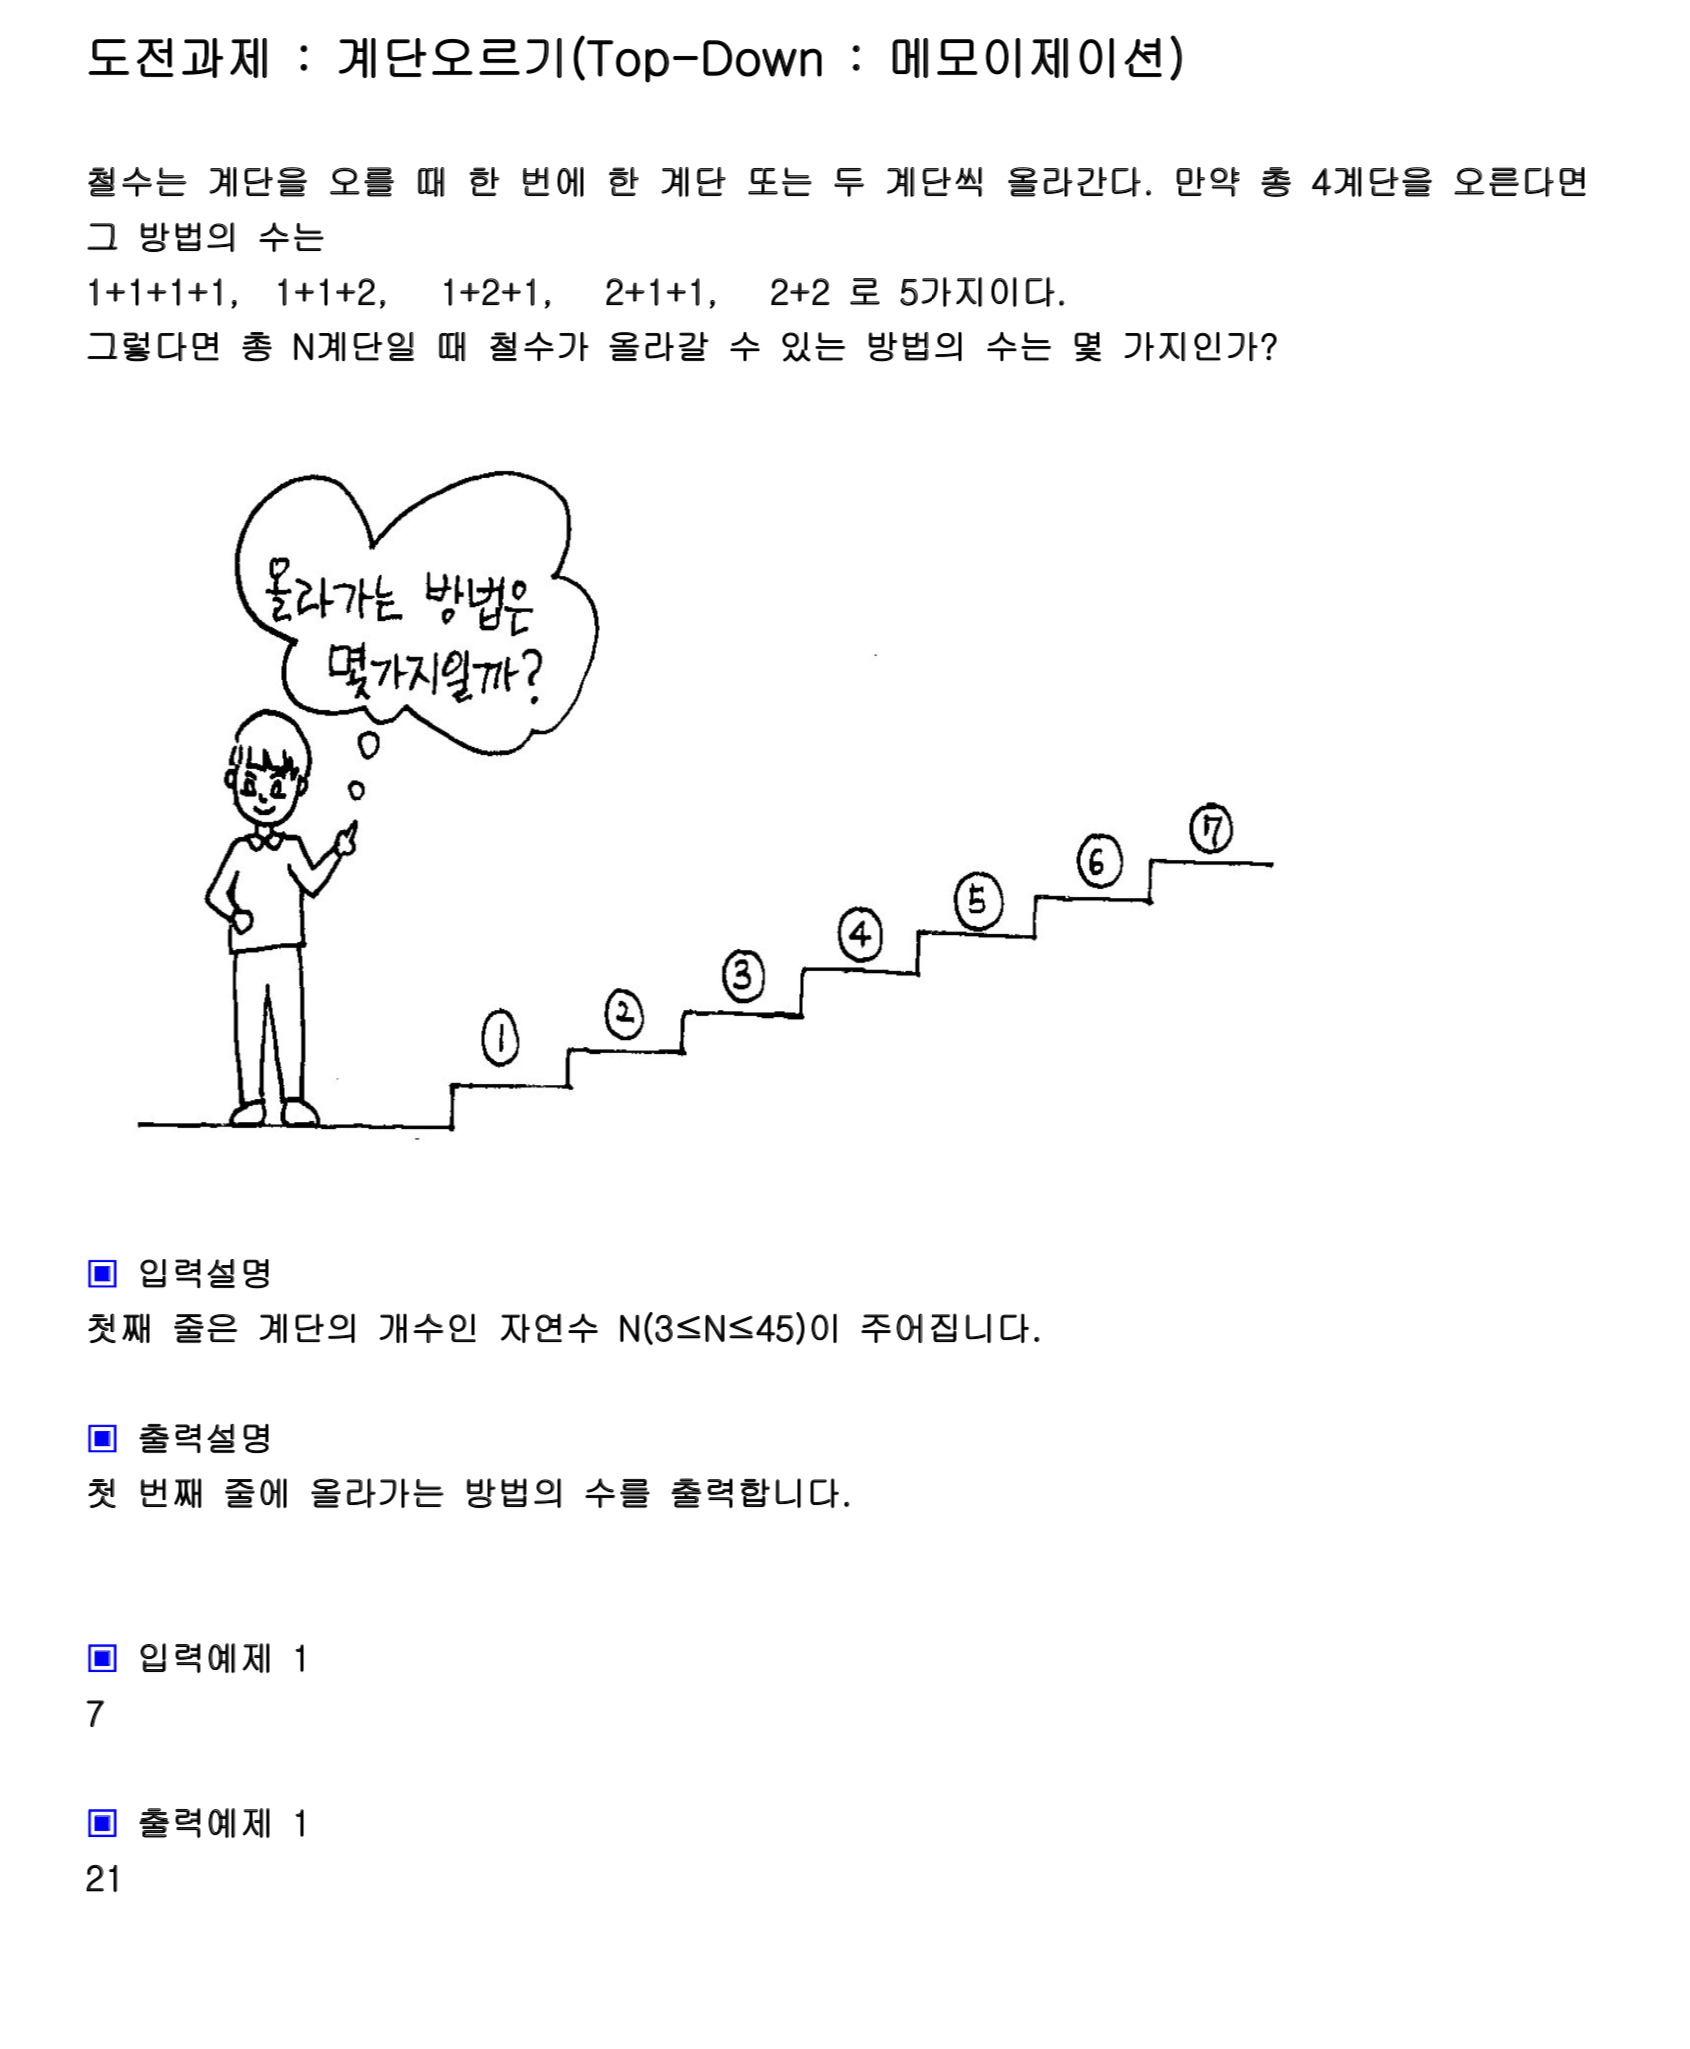 도전과제 : 계단오르기(Top-Down : 메모이제이션)
철수는 계단을 오를 때 한 번에 한 계단 또는 두 계단씩 올라간다. 만약 총 4계단을 오른다면
그 방법의 수는
1+1+1+1, 1+1+2, 1+2+1, 2+1+1, 2+2 로 5가지이다.
그렇다면 총 N계단일 때 철수가 올라갈 수 있는 방법의 수는 몇 가지인가?
올라가는 방법은
몇가지일까?
①
②
③
④
⑤
⑥
⑦
▣ 입력설명
첫째 줄은 계단의 개수인 자연수 N(3≤N≤45)이 주어집니다.
▣ 출력설명
첫 번째 줄에 올라가는 방법의 수를 출력합니다.
▣ 입력예제 1
7
▣ 출력예제 1
21